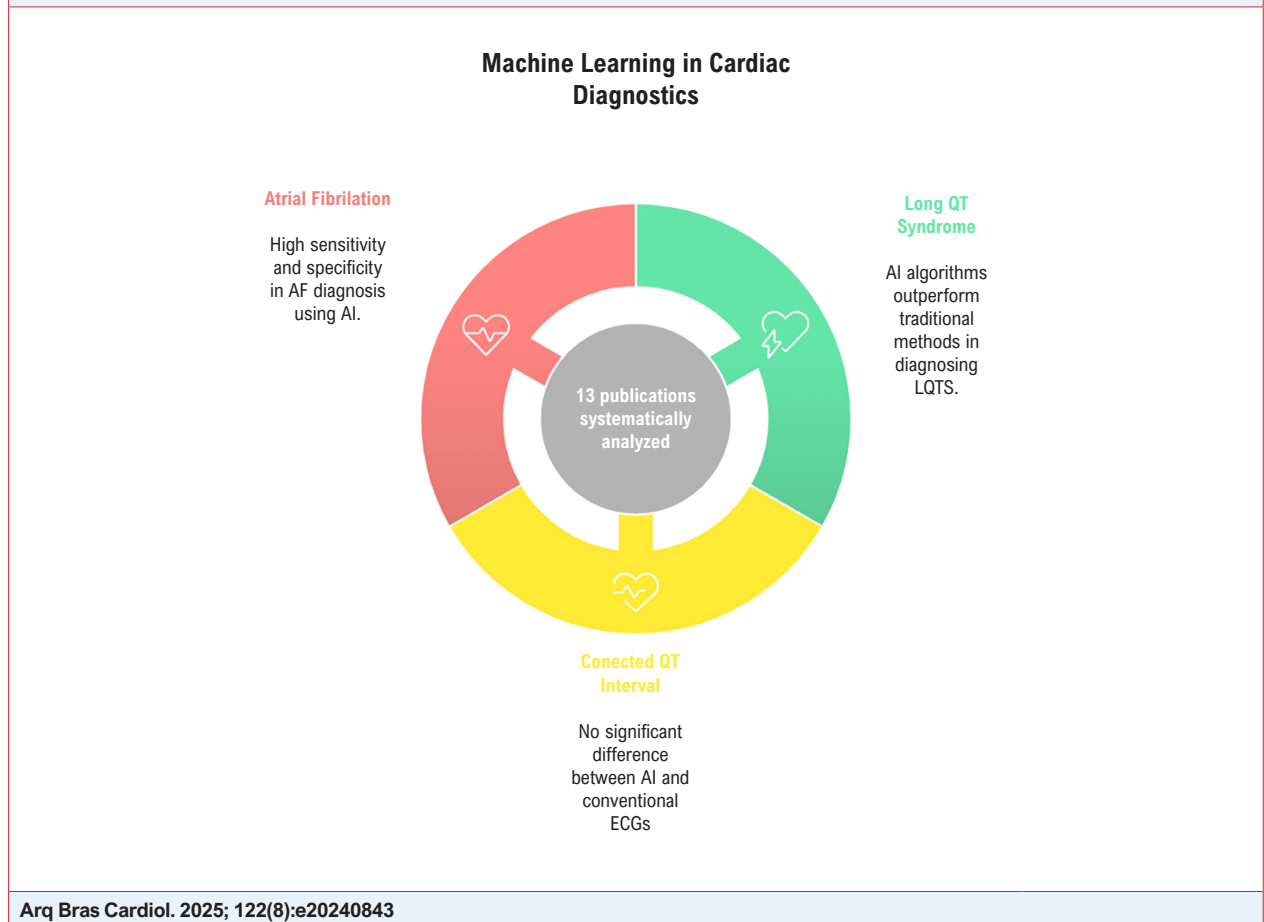 Machine Learning in Cardiac
Diagnostics
Atrial Fibrilation
High sensitivity
and specificity
in AF diagnosis
using AI.
Long QT
Syndrome
AI algorithms
outperform
traditional
methods in
diagnosing
LQTS.
13 publications
systematically
analyzed
Conected QT
Interval
No significant
difference
between AI and
conventional
ECGs
Arq Bras Cardiol. 2025; 122(8):e20240843